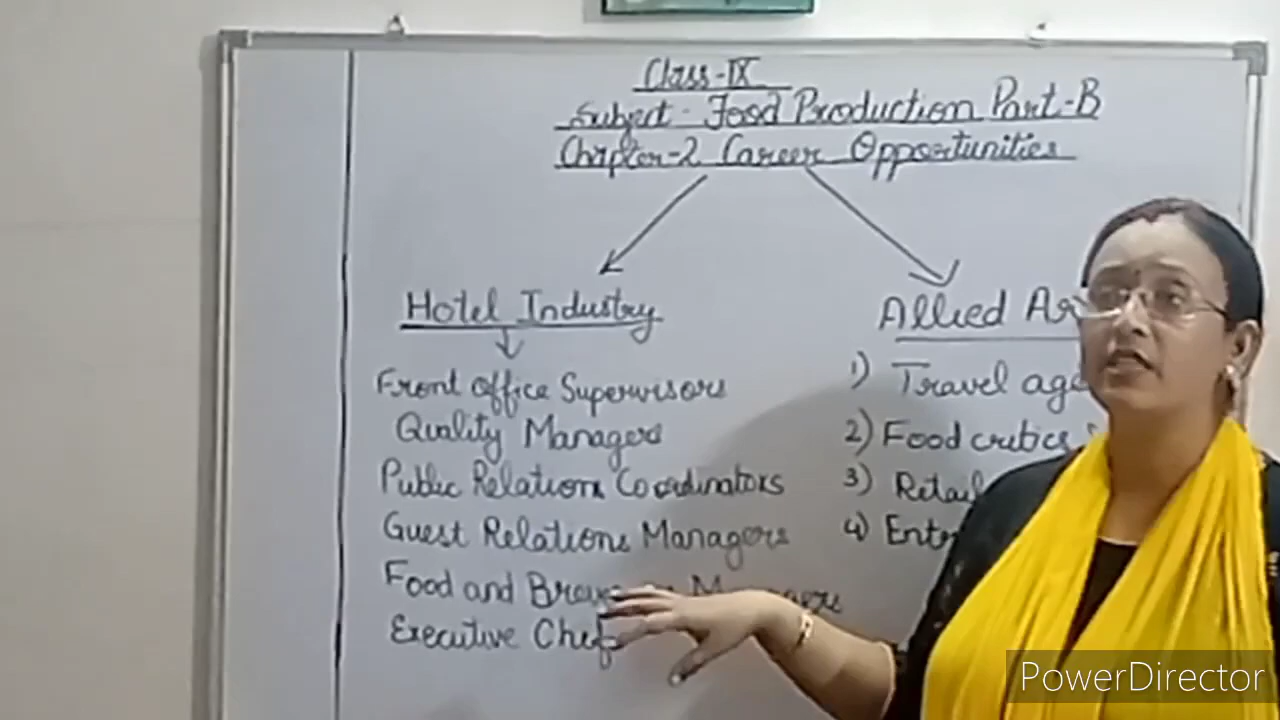 Class-IX
Subject- Food Production Part-B
Chapter-2 Career Opportunities
Hotel Industry
Front office Supervisors
Quality Managers
Public Relations Coordinators
Guest Relations Managers
Food and
Executive Chef
Allied
1) Travel
2) Food critics
3) Retail
4)
PowerDirector